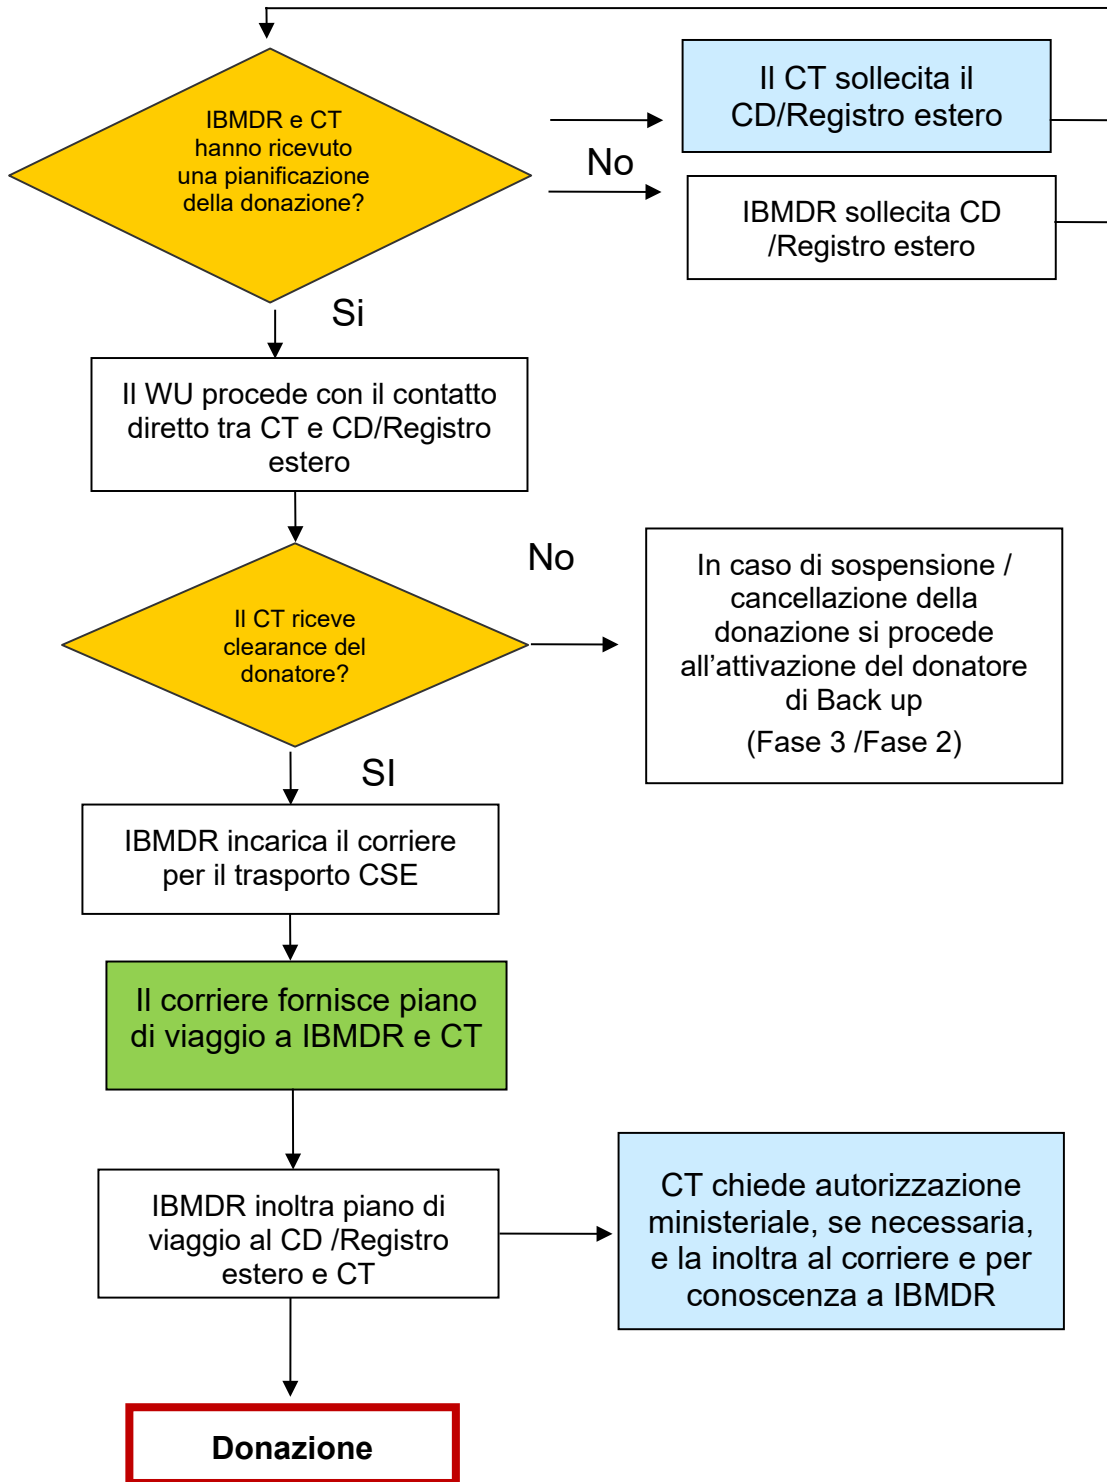 IBMDR e CT
hanno ricevuto
una pianificazione
della donazione?
Il CT sollecita il
CD/Registro estero
No
IBMDR sollecita CD
/Registro estero
Si
Il WU procede con il contatto
diretto tra CT e CD/Registro
estero
No
Il CT riceve
clearance del
donatore?
In caso di sospensione /
cancellazione della
donazione si procede
all’attivazione del donatore
di Back up
(Fase 3 /Fase 2)
SI
IBMDR incarica il corriere
per il trasporto CSE
Il corriere fornisce piano
di viaggio a IBMDR e CT
IBMDR inoltra piano di
viaggio al CD /Registro
estero e CT
CT chiede autorizzazione
ministeriale, se necessaria,
e la inoltra al corriere e per
conoscenza a IBMDR
Donazione